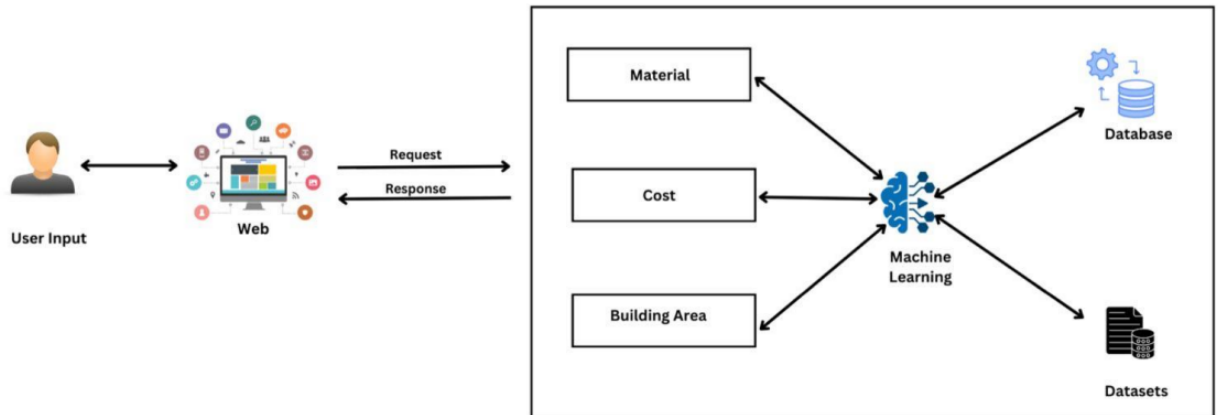 User Input
Web
Request
Response
Material
Cost
Building Area
Machine
Learning
Database
Datasets